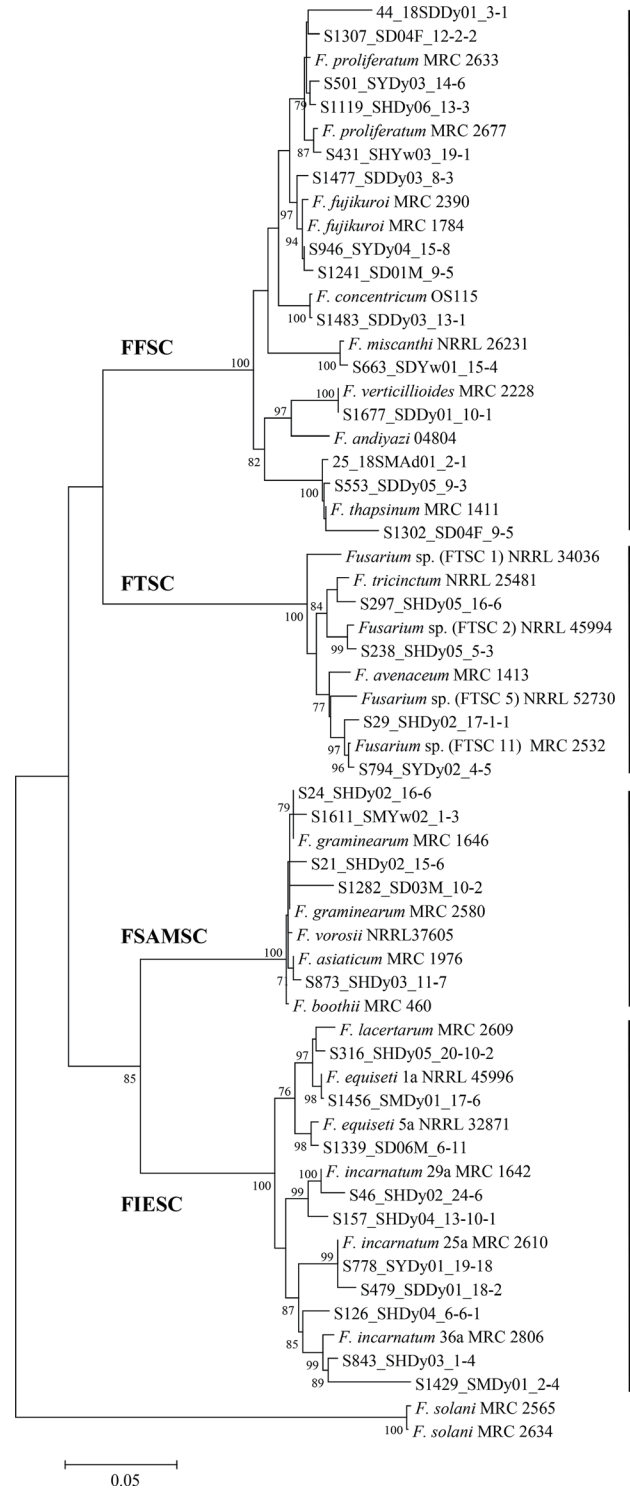 44_18SDDy01_3-1
S1307_SD04F_12-2-2
F. proliferatum MRC 2633
S501_SYDy03_14-6
79
S1119_SHDy06_13-3
F. proliferatum MRC 2677
87
S431_SHYw03_19-1
S1477_SDDy03_8-3
F. fujikuroi MRC 2390
97
F. fujikuroi MRC 1784
94
S946_SYDy04_15-8
S1241_SD01M_9-5
F. concentricum OS115
100
S1483_SDDy03_13-1
FFSC
F. miscanthi NRRL 26231
100
100
S663_SDYw01_15-4
F. verticillioides MRC 2228
100
97
S1677_SDDy01_10-1
F. andiyazi 04804
82
25_18SMAd01_2-1
S553_SDDy05_9-3
100
F. thapsinum MRC 1411
S1302_SD04F_9-5
Fusarium sp. (FTSC 1) NRRL 34036
FTSC
F. tricinctum NRRL 25481
84
S297_SHDy05_16-6
100
Fusarium sp. (FTSC 2) NRRL 45994
99
S238_SHDy05_5-3
F. avenaceum MRC 1413
Fusarium sp. (FTSC 5) NRRL 52730
77
S29_SHDy02_17-1-1
Fusarium sp. (FTSC 11) MRC 2532
97
96
S794_SYDy02_4-5
S24_SHDy02_16-6
79
S1611_SMYw02_1-3
F. graminearum MRC 1646
S21_SHDy02_15-6
S1282_SD03M_10-2
F. graminearum MRC 2580
FSAMSC
F. vorosii NRRL37605
100
F. asiaticum MRC 1976
71
S873_SHDy03_11-7
F. boothii MRC 460
F. lacertarum MRC 2609
97
S316_SHDy05_20-10-2
85
F. equiseti 1a NRRL 45996
76
98
S1456_SMDy01_17-6
F. equiseti 5a NRRL 32871
98
S1339_SD06M_6-11
F. incarnatum 29a MRC 1642
100
100
99
S46_SHDy02_24-6
FIESC
S157_SHDy04_13-10-1
F. incarnatum 25a MRC 2610
99
S778_SYDy01_19-18
S479_SDDy01_18-2
87
S126_SHDy04_6-6-1
F. incarnatum 36a MRC 2806
85
99
S843_SHDy03_1-4
89
S1429_SMDy01_2-4
F. solani MRC 2565
100
F. solani MRC 2634
0.05